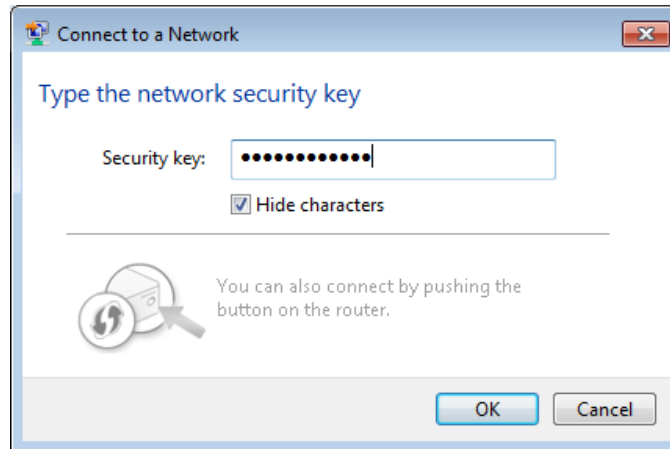 Connect to a Network
Type the network security key
Security key: ●●●●●●●●●●●●
Hide characters
You can also connect by pushing the
button on the router.
OK Cancel